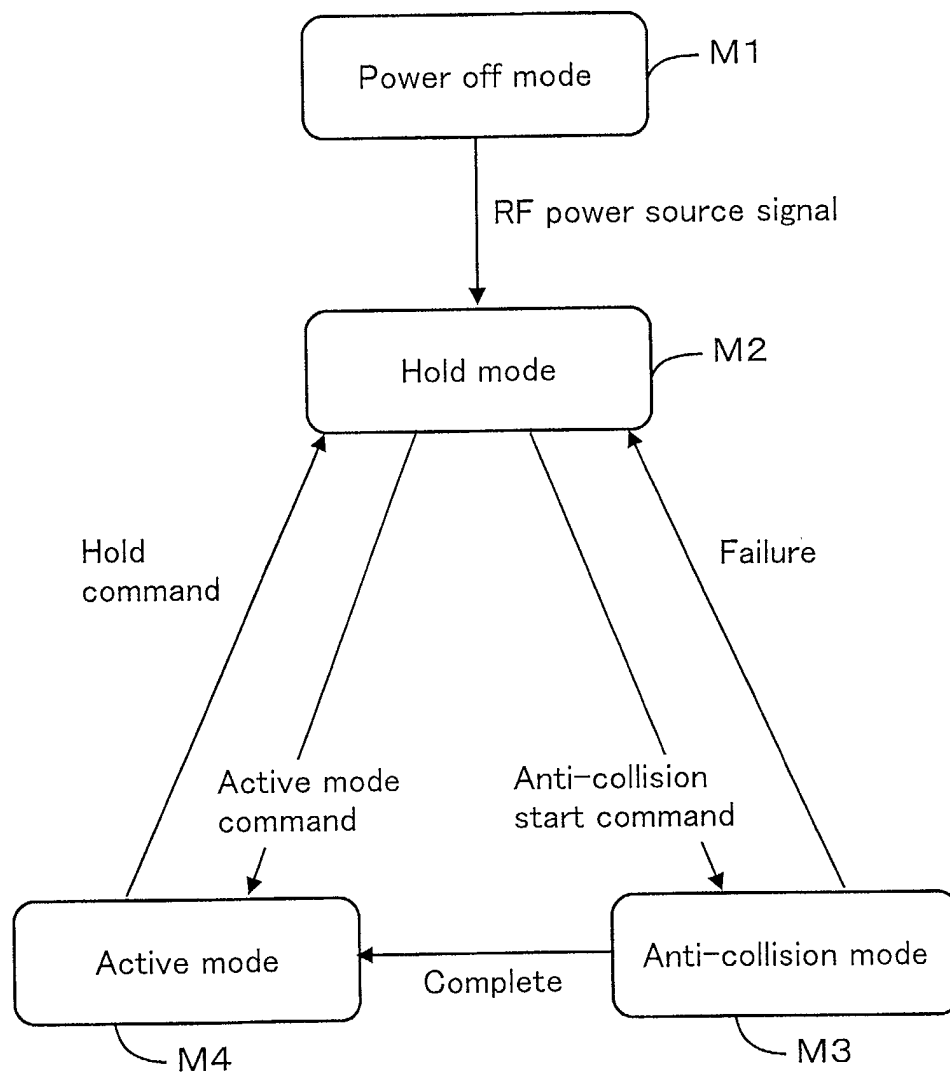 Power off mode
M1
RF power source signal
Hold mode
M2
Hold
command
Failure
Active mode
command
Anti-collision
start command
Active mode
Complete
Anti-collision mode
M4
M3